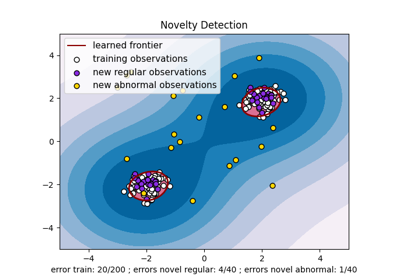 Novelty Detection
learned frontier
training observations
new regular observations
new abnormal observations
4
2
0
−2
−4
−4
−2
0
2
4
error train: 20/200 ; errors novel regular: 4/40 ; errors novel abnormal: 1/40